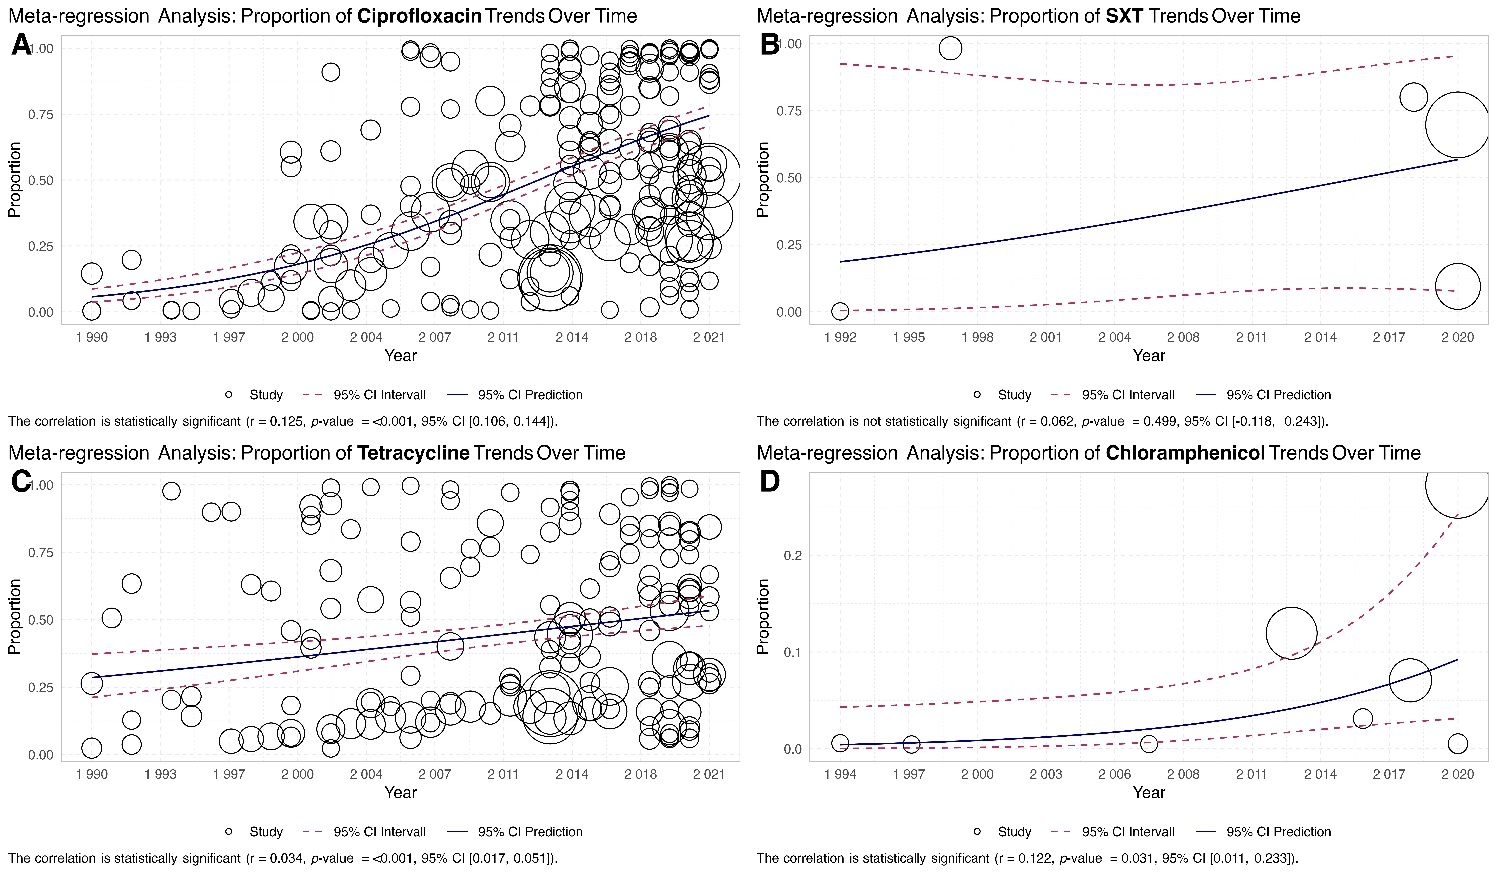 Meta-regression Analysis: Proportion of Ciprofloxacin Trends Over Time
A
1.00
0.75
0.50
0.25
0.00
Proportion
1 990 1 993 1 997 2 000 2 004 2 007 2 011 2 014 2 018 2 021
Year
Study 95% CI Intervall 95% CI Prediction
The correlation is statistically significant (r = 0.125, p-value = <0.001, 95% CI [0.106, 0.144]).
Meta-regression Analysis: Proportion of SXT Trends Over Time
B
1.00
0.75
0.50
0.25
0.00
Proportion
1 992 1 995 1 998 2 001 2 004 2 008 2 011 2 014 2 017 2 020
Year
Study 95% CI Intervall 95% CI Prediction
The correlation is not statistically significant (r = 0.062, p-value = 0.499, 95% CI [-0.118, 0.243]).
Meta-regression Analysis: Proportion of Tetracycline Trends Over Time
C
1.00
0.75
0.50
0.25
0.00
Proportion
1 990 1 993 1 997 2 000 2 004 2 007 2 011 2 014 2 018 2 021
Year
Study 95% CI Intervall 95% CI Prediction
The correlation is statistically significant (r = 0.034, p-value = <0.001, 95% CI [0.017, 0.051]).
Meta-regression Analysis: Proportion of Chloramphenicol Trends Over Time
D
0.2
0.1
0.0
Proportion
1 994 1 997 2 000 2 003 2 006 2 008 2 011 2 014 2 017 2 020
Year
Study 95% CI Intervall 95% CI Prediction
The correlation is statistically significant (r = 0.122, p-value = 0.031, 95% CI [0.011, 0.233]).